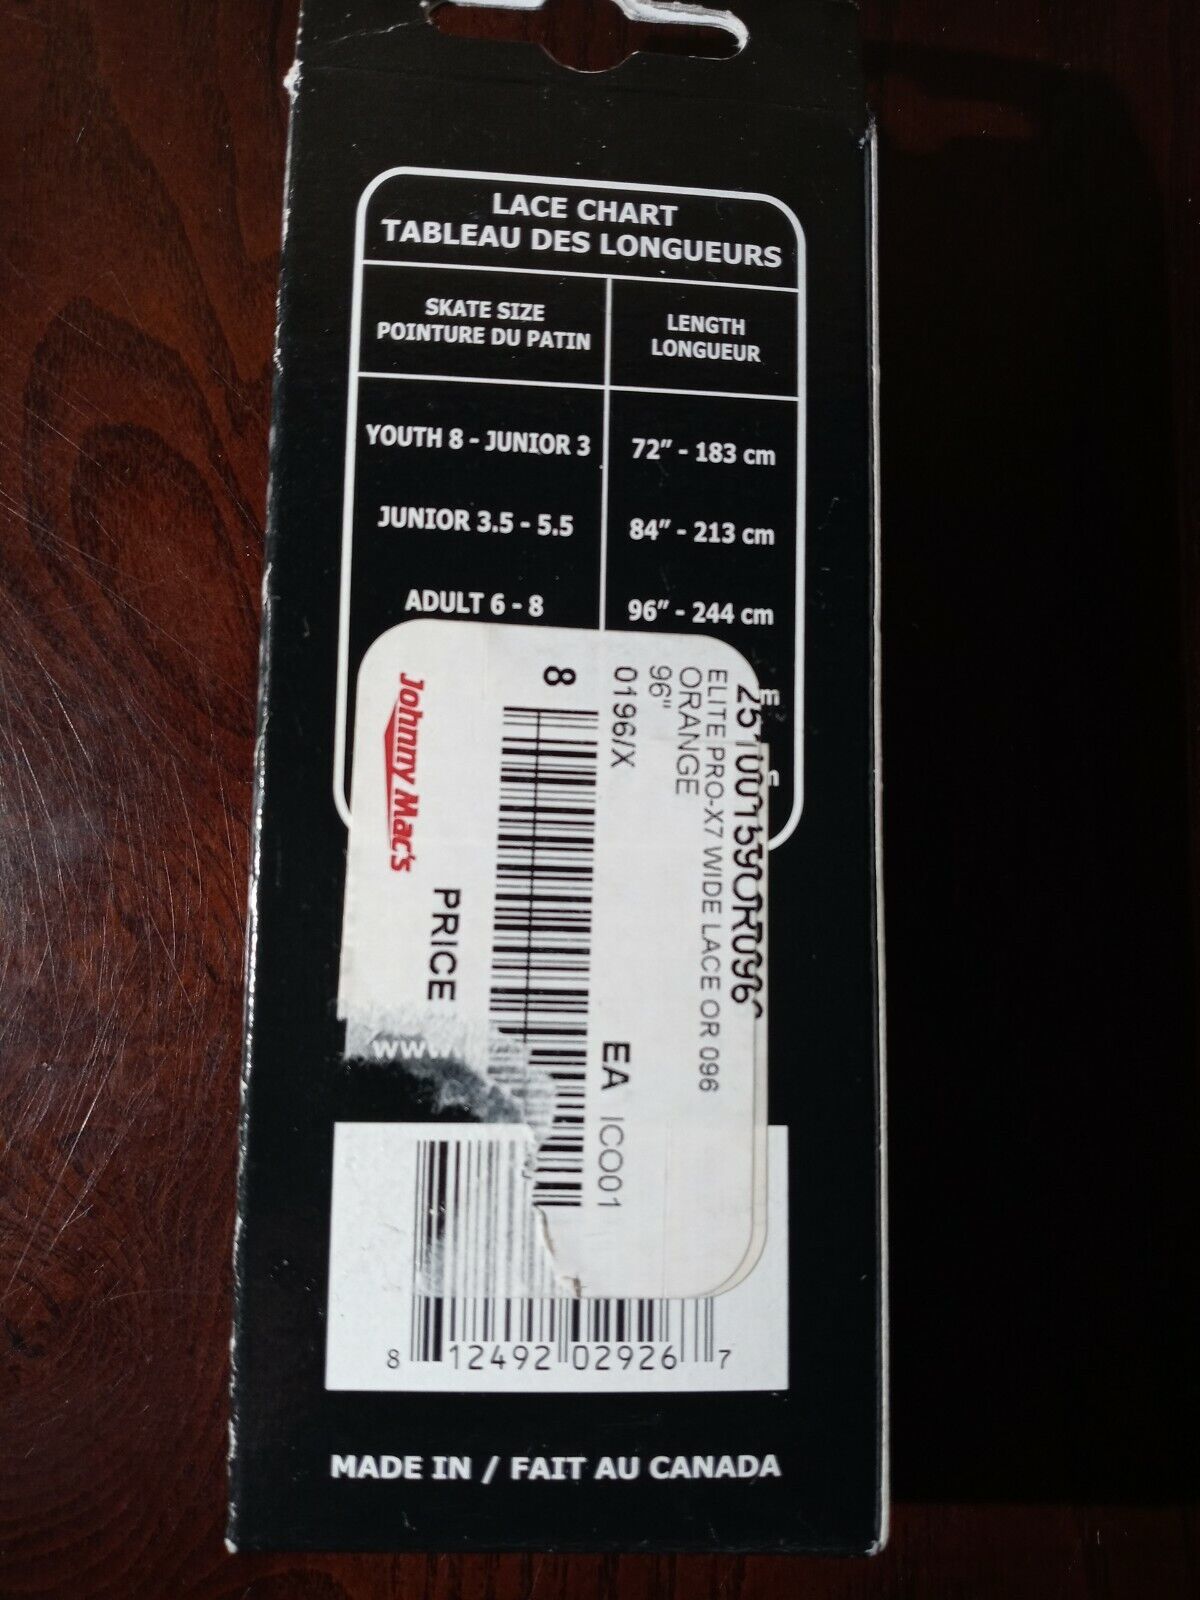 LACE CHART
TABLEAU DES LONGUEURS
SKATE SIZE
POINTURE DU PATIN
LENGTH
LONGUEUR
YOUTH 8 - JUNIOR 3
72" - 183 cm
JUNIOR 3.5 - 5.5
84" - 213 cm
ADULT 6 - 8
96" - 244 cm
ELITE PRO-X7 WIDE LACE OR 096
ORANGE
96"
0196/X
EA ICO01
8
PRICE
Johnny Mac's
8 12492 02926 7
MADE IN / FAIT AU CANADA